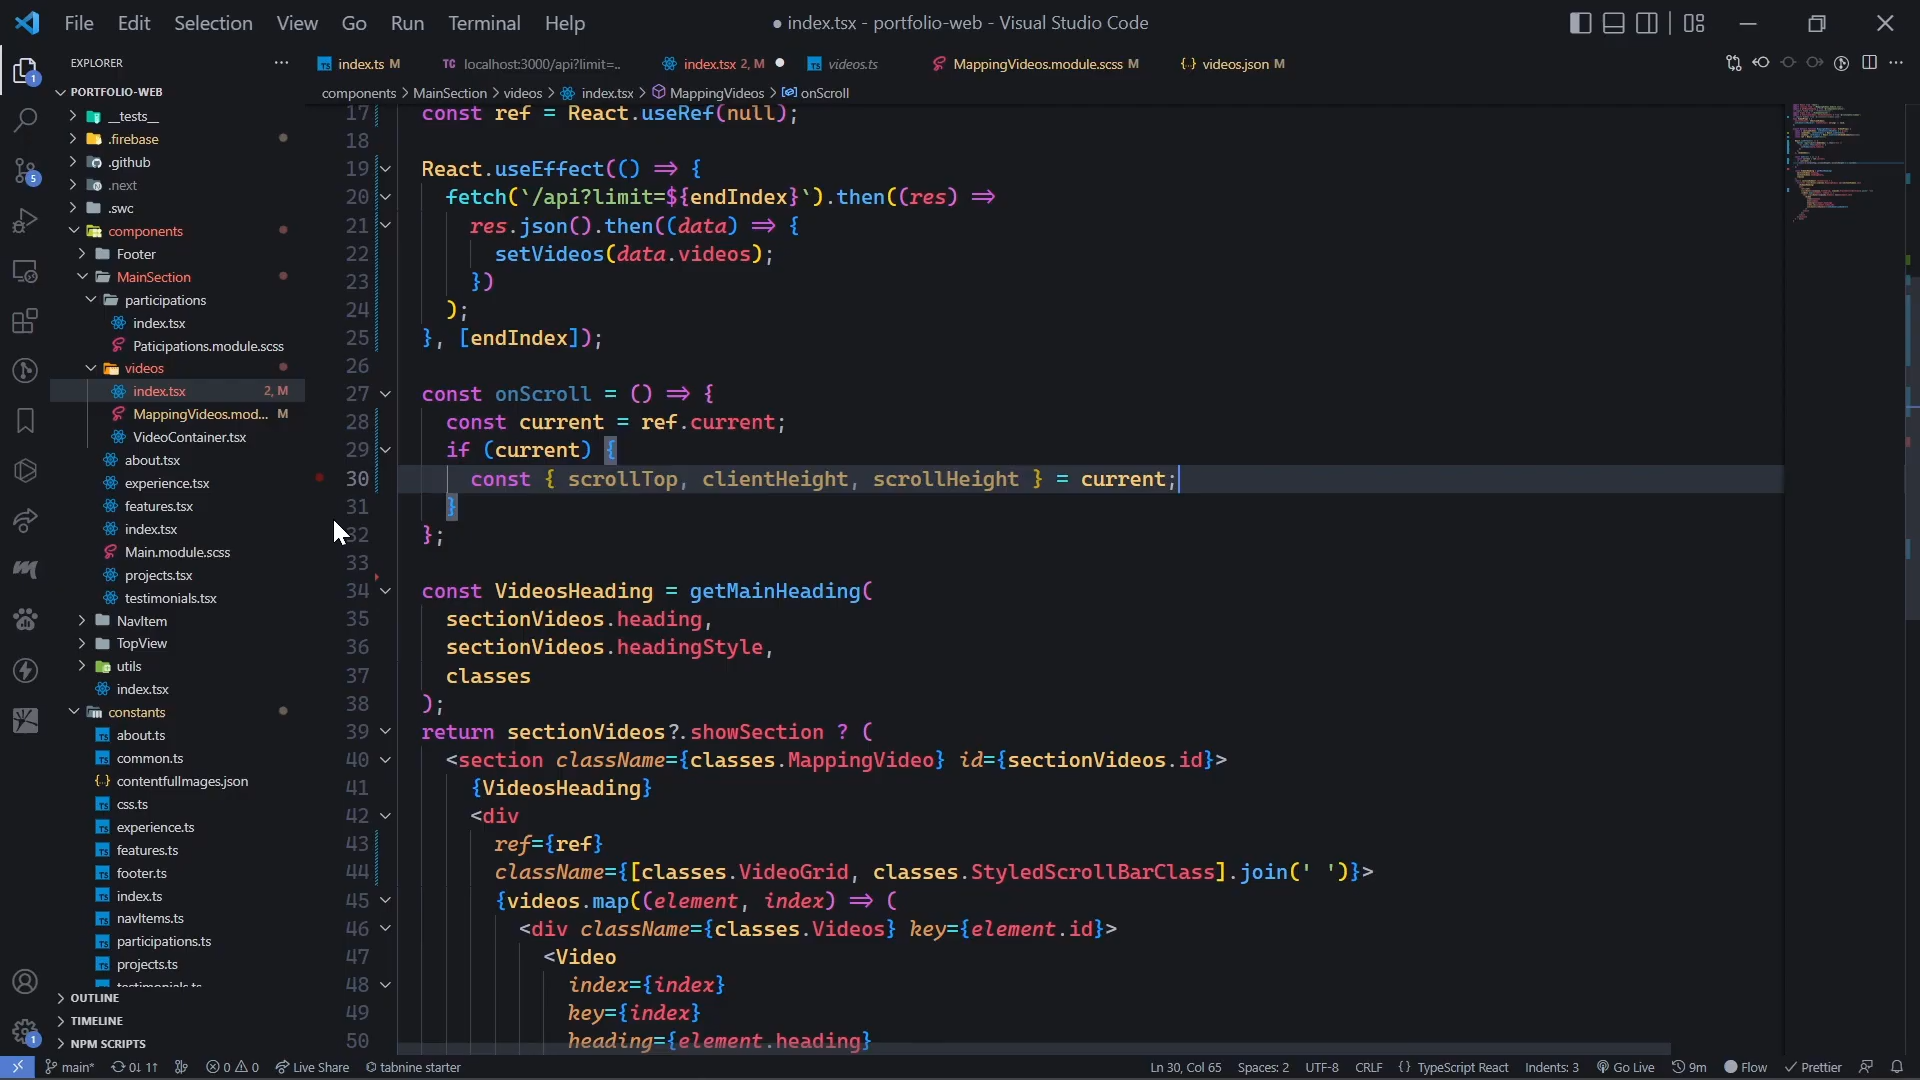 File Edit Selection View Go Run Terminal Help
● index.tsx - portfolio-web - Visual Studio Code
EXPLORER
PORTFOLIO-WEB
__tests__
.firebase
.github
.next
.swc
components
Footer
MainSection
participations
index.tsx
Paticipations.module.scss
videos
index.tsx 2, M
MappingVideos.mod... M
VideoContainer.tsx
about.tsx
experience.tsx
features.tsx
index.tsx
Main.module.scss
projects.tsx
testimonials.tsx
NavItem
TopView
utils
index.tsx
constants
about.ts
common.ts
contentfulImages.json
css.ts
experience.ts
features.ts
footer.ts
index.ts
navItems.ts
participations.ts
projects.ts
testimonials.ts
OUTLINE
TIMELINE
NPM SCRIPTS
index.ts M localhost:3000/api?limit=.. index.tsx 2, M ● videos.ts MappingVideos.module.scss M videos.json M
components > MainSection > videos > index.tsx > MappingVideos > onScroll
17 const ref = React.useRef(null);
18
19 React.useEffect(() => {
20 fetch(`/api?limit=${endIndex}`).then((res) =>
21 res.json().then((data) => {
22 setVideos(data.videos);
23 })
24 );
25 }, [endIndex]);
26
27 const onScroll = () => {
28 const current = ref.current;
29 if (current) {
30 const { scrollTop, clientHeight, scrollHeight } = current;
31 }
32 };
33
34 const VideosHeading = getMainHeading(
35 sectionVideos.heading,
36 sectionVideos.headingStyle,
37 classes
38 );
39 return sectionVideos?.showSection ? (
40 <section className={classes.MappingVideo} id={sectionVideos.id}>
41 {VideosHeading}
42 <div
43 ref={ref}
44 className={[classes.VideoGrid, classes.StyledScrollBarClass].join(' ')}>
45 {videos.map((element, index) => (
46 <div className={classes.Videos} key={element.id}>
47 <Video
48 index={index}
49 key={index}
50 heading={element.heading}
main* 0↓ 1↑ 0 0 Live Share tabnine starter Ln 30, Col 65 Spaces: 2 UTF-8 CRLF {} TypeScript React Indents: 3 Go Live 9m Flow Prettier